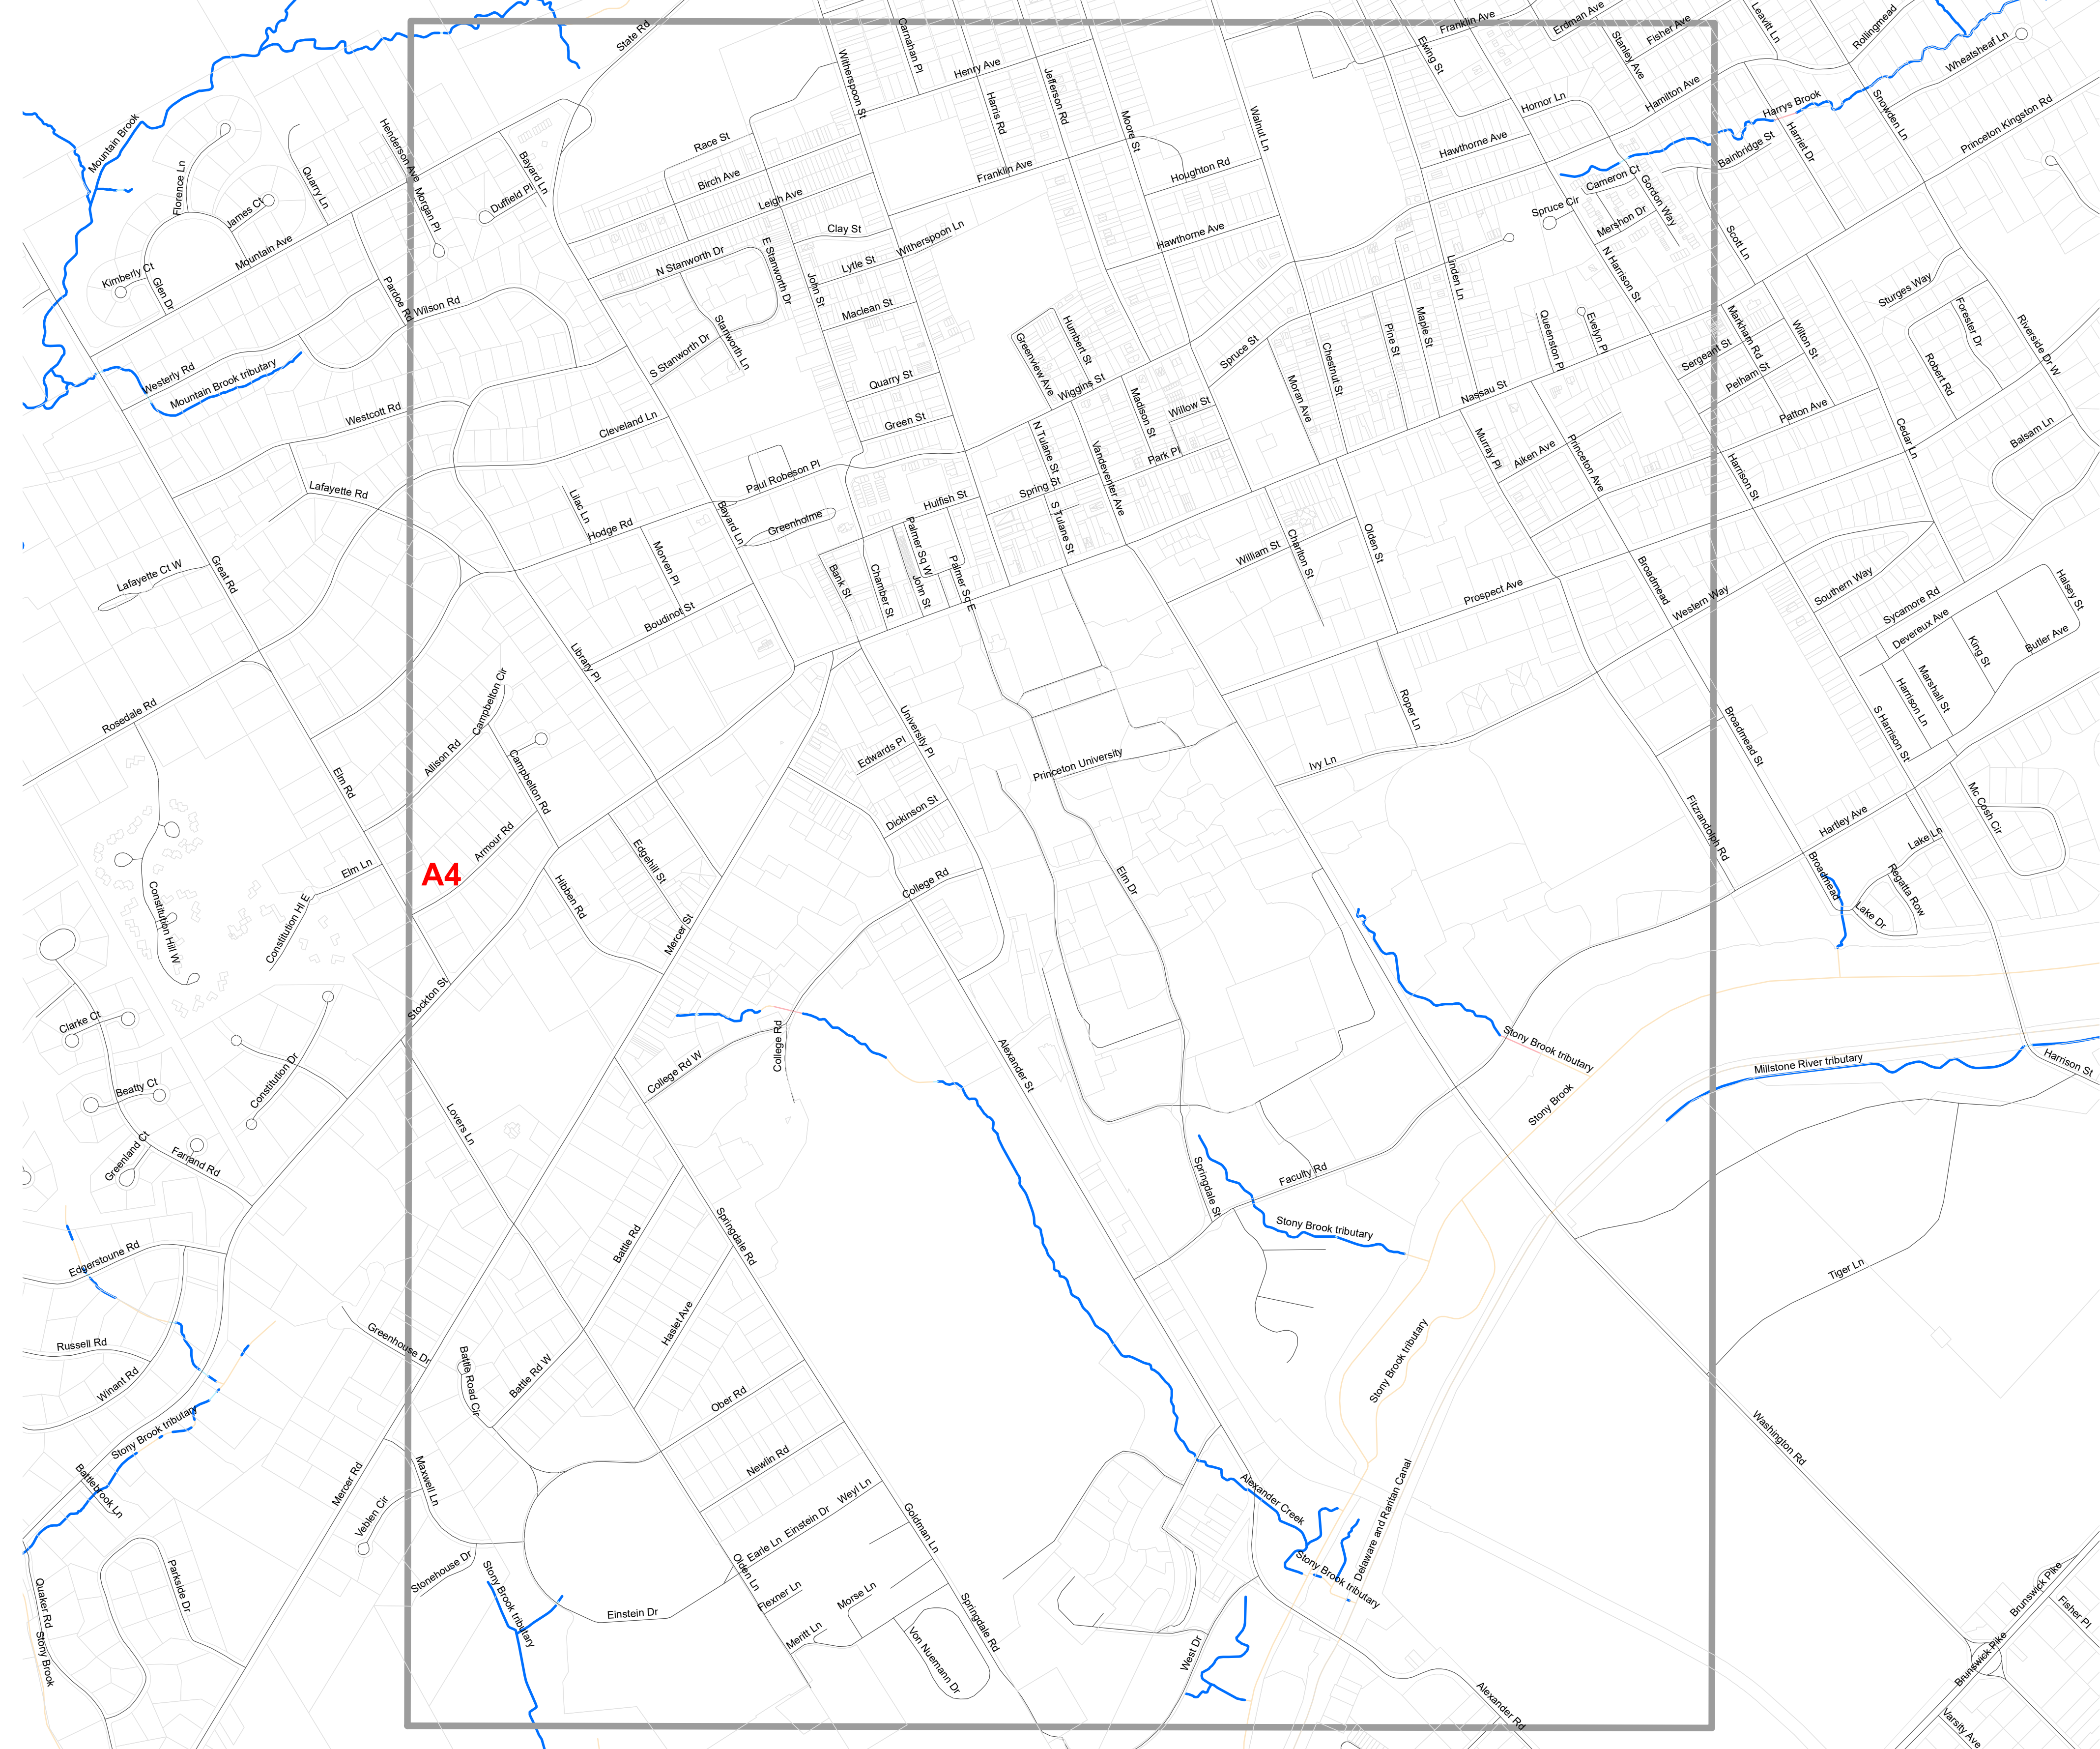 State Rd
Carnahan Pl
Franklin Ave
Erdman Ave
Fisher Ave
Leavitt Ln
Rollingmead
Wheatsheaf Ln
Witherspoon St
Henry Ave
Jefferson Rd
Ewing St
Stanley Ave
Hamilton Ave
Harrys Brook
Snowden Ln
Princeton Kingston Rd
Mountain Brook
Henderson Ave
Morgan Pl
Bayard Ln
Race St
Harris Rd
Moore St
Walnut Ln
Hornor Ln
Hawthorne Ave
Bainbridge St
Harriet Dr
Florence Ln
Quarry Ln
James Ct
Duffield Pl
Birch Ave
Leigh Ave
Franklin Ave
Houghton Rd
Cameron Ct
Gordon Way
Spruce Cir
Mershon Dr
Scott Ln
Mountain Ave
Clay St
Witherspoon Ln
Hawthorne Ave
N Harrison St
Kimberly Ct
Glen Dr
Pardoe Rd
Wilson Rd
N Stanworth Dr
E Stanworth Dr
John St
Lytle St
Maclean St
Linden Ln
Sturges Way
Forester Dr
Riverside Dr W
Stanworth Ln
S Stanworth Dr
Greenview Ave
Humbert St
Spruce St
Chestnut St
Pine St
Maple St
Queenston Pl
Evelyn Pl
Markham Rd
Sergeant St
Wilton St
Pelham St
Robert Rd
Westerly Rd
Mountain Brook tributary
Westcott Rd
Cleveland Ln
Quarry St
Green St
Wiggins St
Madison St
Willow St
Moran Ave
Nassau St
Patton Ave
Cedar Ln
Balsam Ln
Lafayette Rd
Lilac Ln
Hodge Rd
Paul Robeson Pl
Bayard Ln
Greenholme
Hulfish St
N Tulane St
Spring St
S Tulane St
Vandeventer Ave
Park Pl
Murray Pl
Aiken Ave
Princeton Ave
Harrison St
Lafayette Ct W
Great Rd
Morven Pl
Boudinot St
Bank St
Chamber St
Palmer Sq W
John St
Palmer Sq E
William St
Charlton St
Olden St
Prospect Ave
Broadmead
Western Way
Southern Way
Sycamore Rd
Devereux Ave
Halsey St
Butler Ave
King St
Marshall St
Harrison Ln
Rosedale Rd
Library Pl
Campbelton Cir
Allison Rd
Campbelton Rd
University Pl
Edwards Pl
Princeton University
Roper Ln
Ivy Ln
Broadmead St
S Harrison St
Elm Rd
Armour Rd
A4
Elm Ln
Edgehill St
Dickinson St
College Rd
Elm Dr
Fitzrandolph Rd
Hartley Ave
Mc Cosh Cir
Lake Ln
Regatta Row
Broadmead
Lake Dr
Constitution Hill W
Constitution Hl E
Hibben Rd
Mercer St
Stockton St
Clarke Ct
Constitution Dr
Beatty Ct
Greenland Ct
Farrand Rd
College Rd W
College Rd
Alexander St
Stony Brook tributary
Stony Brook
Millstone River tributary
Harrison St
Lovers Ln
Springdale St
Faculty Rd
Stony Brook tributary
Edgerstoune Rd
Battle Rd
Springdale Rd
Haslet Ave
Tiger Ln
Russell Rd
Winant Rd
Greenhouse Dr
Battle Road Cir
Battle Rd W
Ober Rd
Stony Brook tributary
Stony Brook tributary
Battlebrook Ln
Mercer Rd
Maxwell Ln
Veblen Cir
Newlin Rd
Weyl Ln
Einstein Dr
Earle Ln
Goldman Ln
Alexander Creek
Delaware and Raritan Canal
Washington Rd
Quaker Rd
Stony Brook
Parkside Dr
Stonehouse Dr
Stony Brook tributary
Einstein Dr
Olden Ln
Flexner Ln
Morse Ln
Meritt Ln
Von Nuemann Dr
Springdale Rd
West Dr
Stony Brook tributary
Alexander Rd
Brunswick Pike
Brunswick Pike
Fisher Pl
Varsity Ave